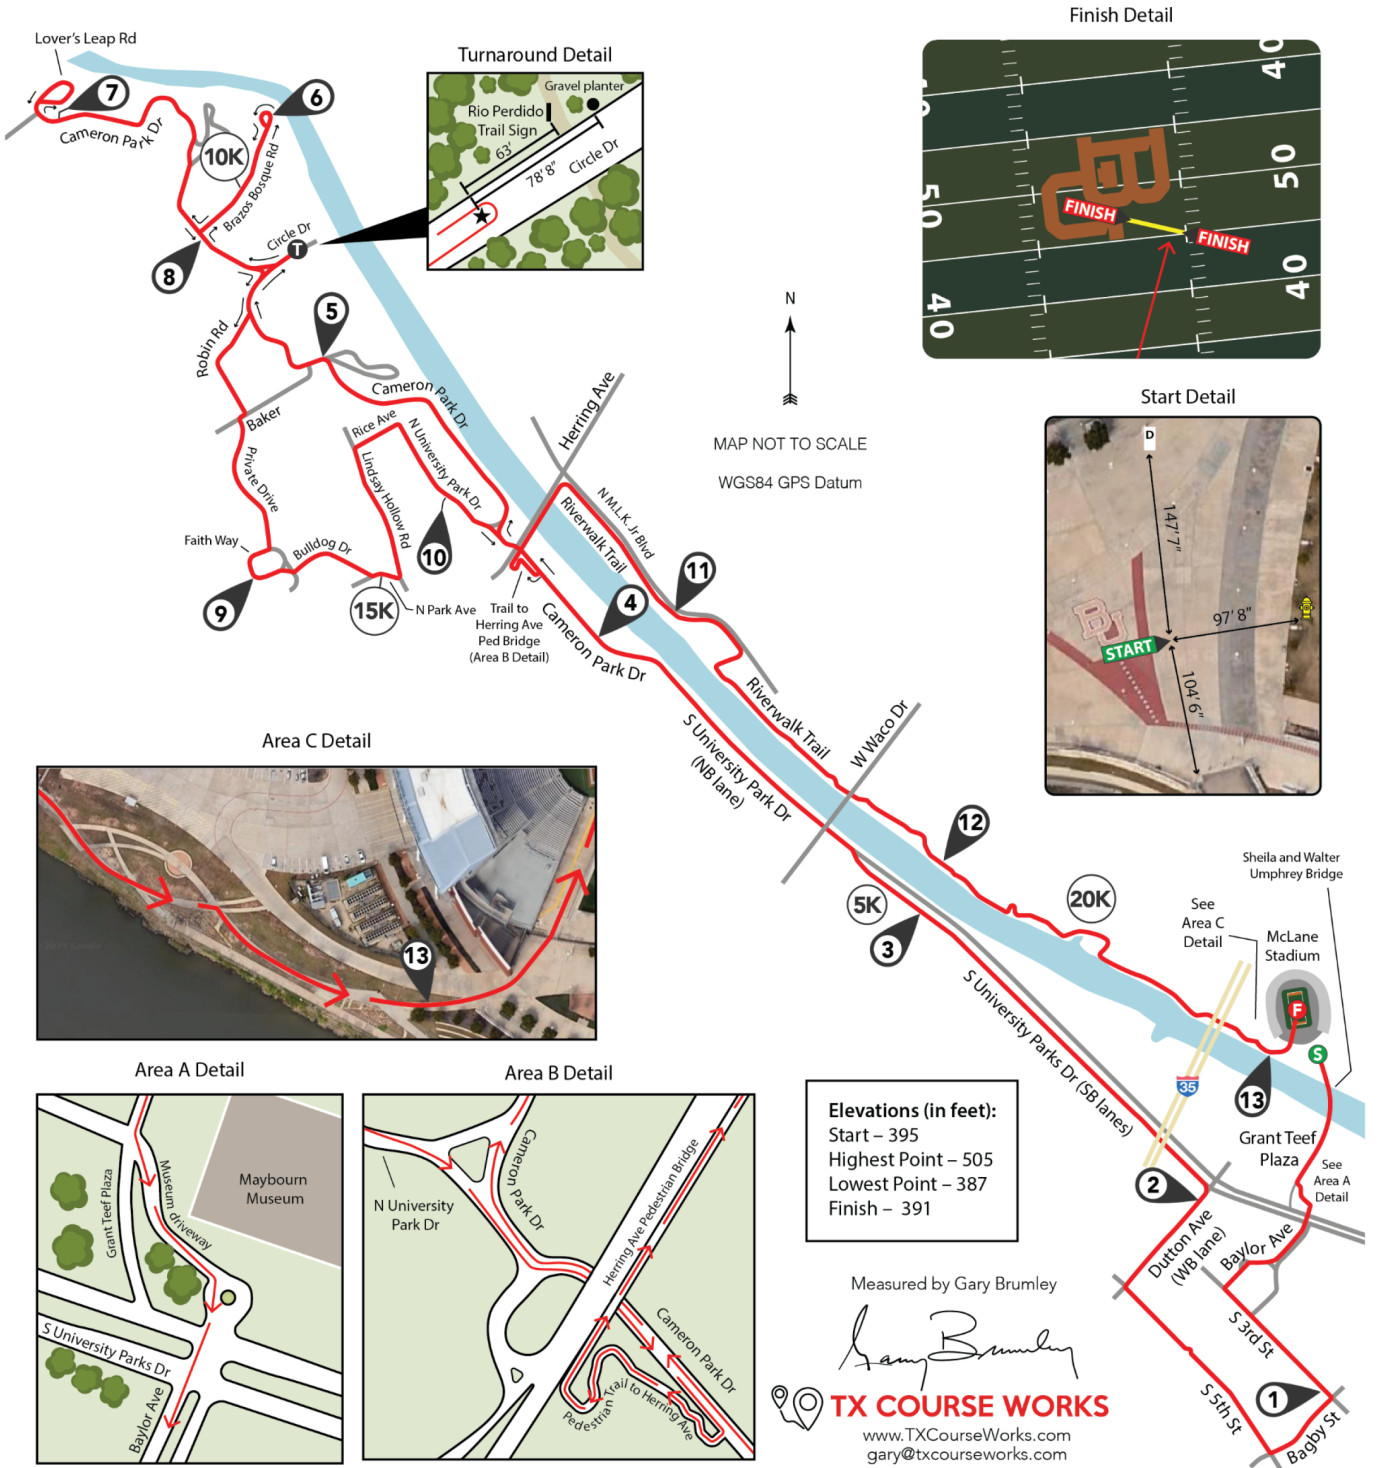 Finish Detail
40
50
50
40
40
FINISH
FINISH
Lover's Leap Rd
7
6
Cameron Park Dr
10K
Brazos Bosque Rd
8
Circle Dr
T
Turnaround Detail
Gravel planter
Rio Perdido
Trail Sign
63'
78' 8"
Circle Dr
5
Robin Rd
Baker
Cameron Park Dr
Rice Ave
N University Park Dr
Lindsay Hollow Rd
Private Drive
Faith Way
Bulldog Dr
9
15K
N Park Ave
10
Herring Ave
N M.L.K. Jr Blvd
Riverwalk Trail
11
4
Trail to
Herring Ave
Ped Bridge
(Area B Detail)
Cameron Park Dr
N
MAP NOT TO SCALE
WGS84 GPS Datum
Start Detail
D
147' 7"
97' 8"
START
104' 6"
S University Park Dr
(NB lane)
Riverwalk Trail
W Waco Dr
12
5K
3
20K
Sheila and Walter
Umphrey Bridge
See
Area C
Detail
McLane
Stadium
F
S
35
13
S University Parks Dr (SB lanes)
Grant Teef
Plaza
See
Area A
Detail
2
Dutton Ave
(WB lane)
Baylor Ave
S 3rd St
S 5th St
1
Bagby St
Area C Detail
13
Area A Detail
Maybourn
Museum
Museum driveway
Grant Teef Plaza
S University Parks Dr
Baylor Ave
Area B Detail
N University
Park Dr
Cameron Park Dr
Herring Ave Pedestrian Bridge
Cameron Park Dr
Pedestrian Trail to Herring Ave
Elevations (in feet):
Start – 395
Highest Point – 505
Lowest Point – 387
Finish – 391
Measured by Gary Brumley
Gary Brumley
TX COURSE WORKS
www.TXCourseWorks.com
gary@txcourseworks.com